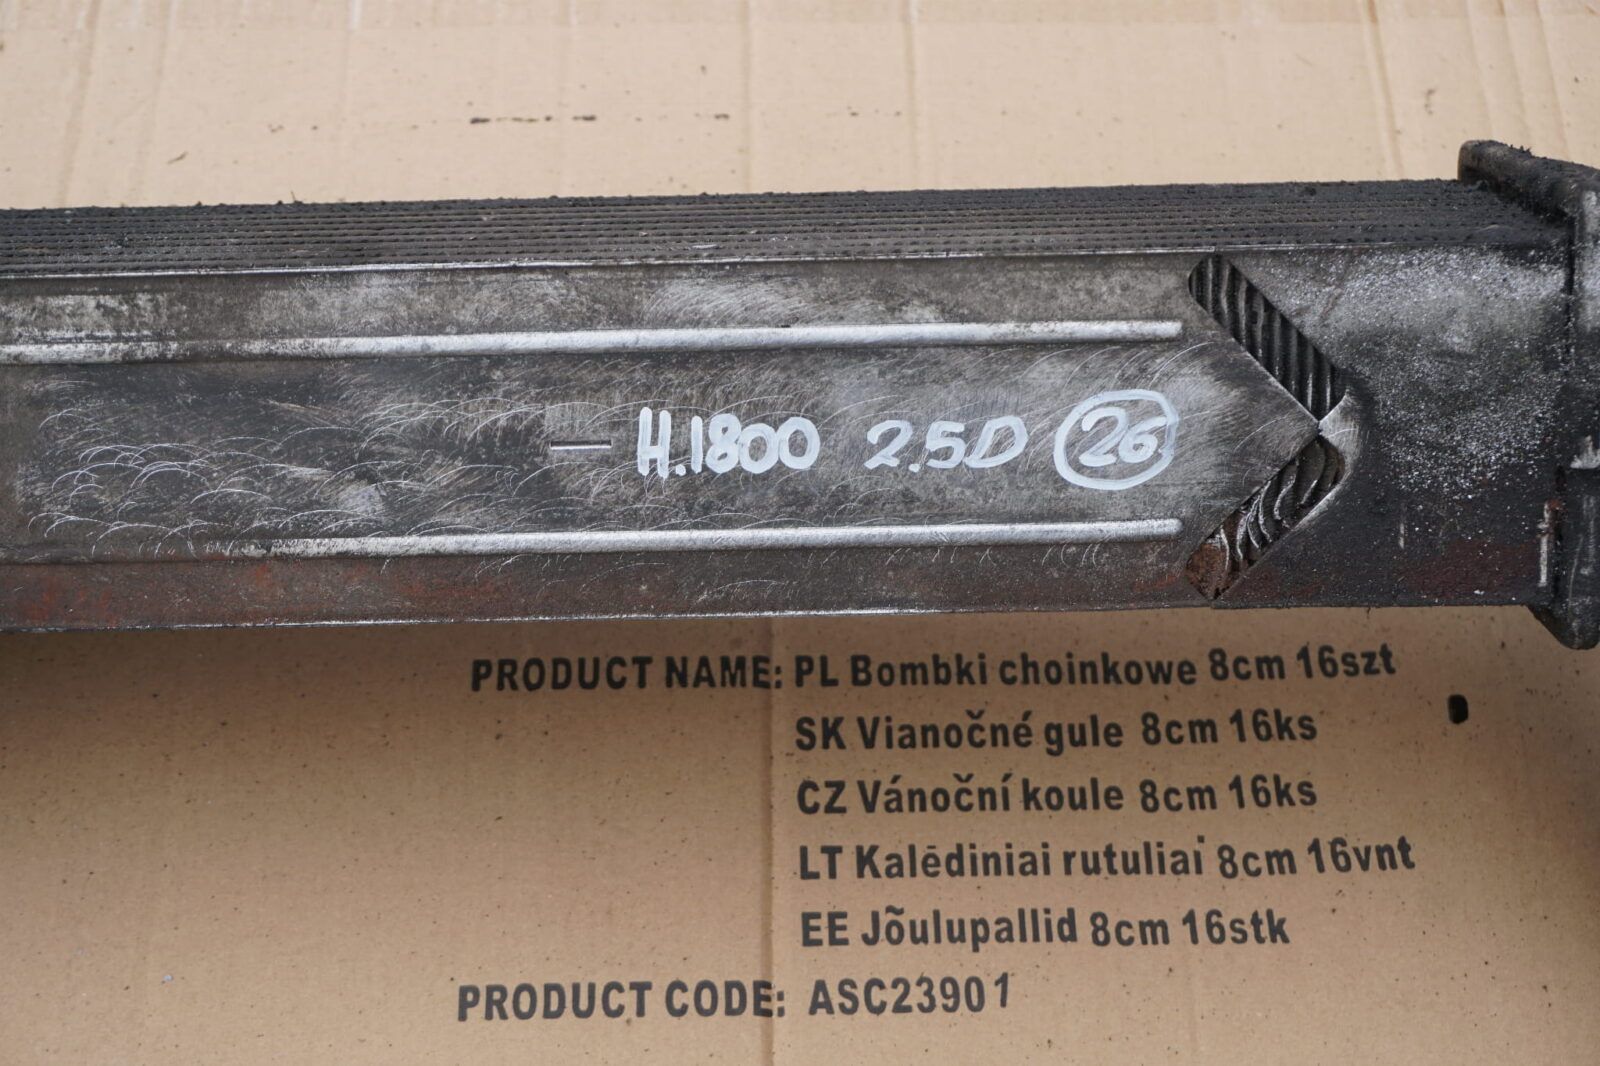 H.1800 2.5D 26
PRODUCT NAME: PL Bombki choinkowe 8cm 16szt
SK Vianočné gule 8cm 16ks
CZ Vánoční koule 8cm 16ks
LT Kalėdiniai rutuliai 8cm 16vnt
EE Jõulupallid 8cm 16stk
PRODUCT CODE: ASC23901